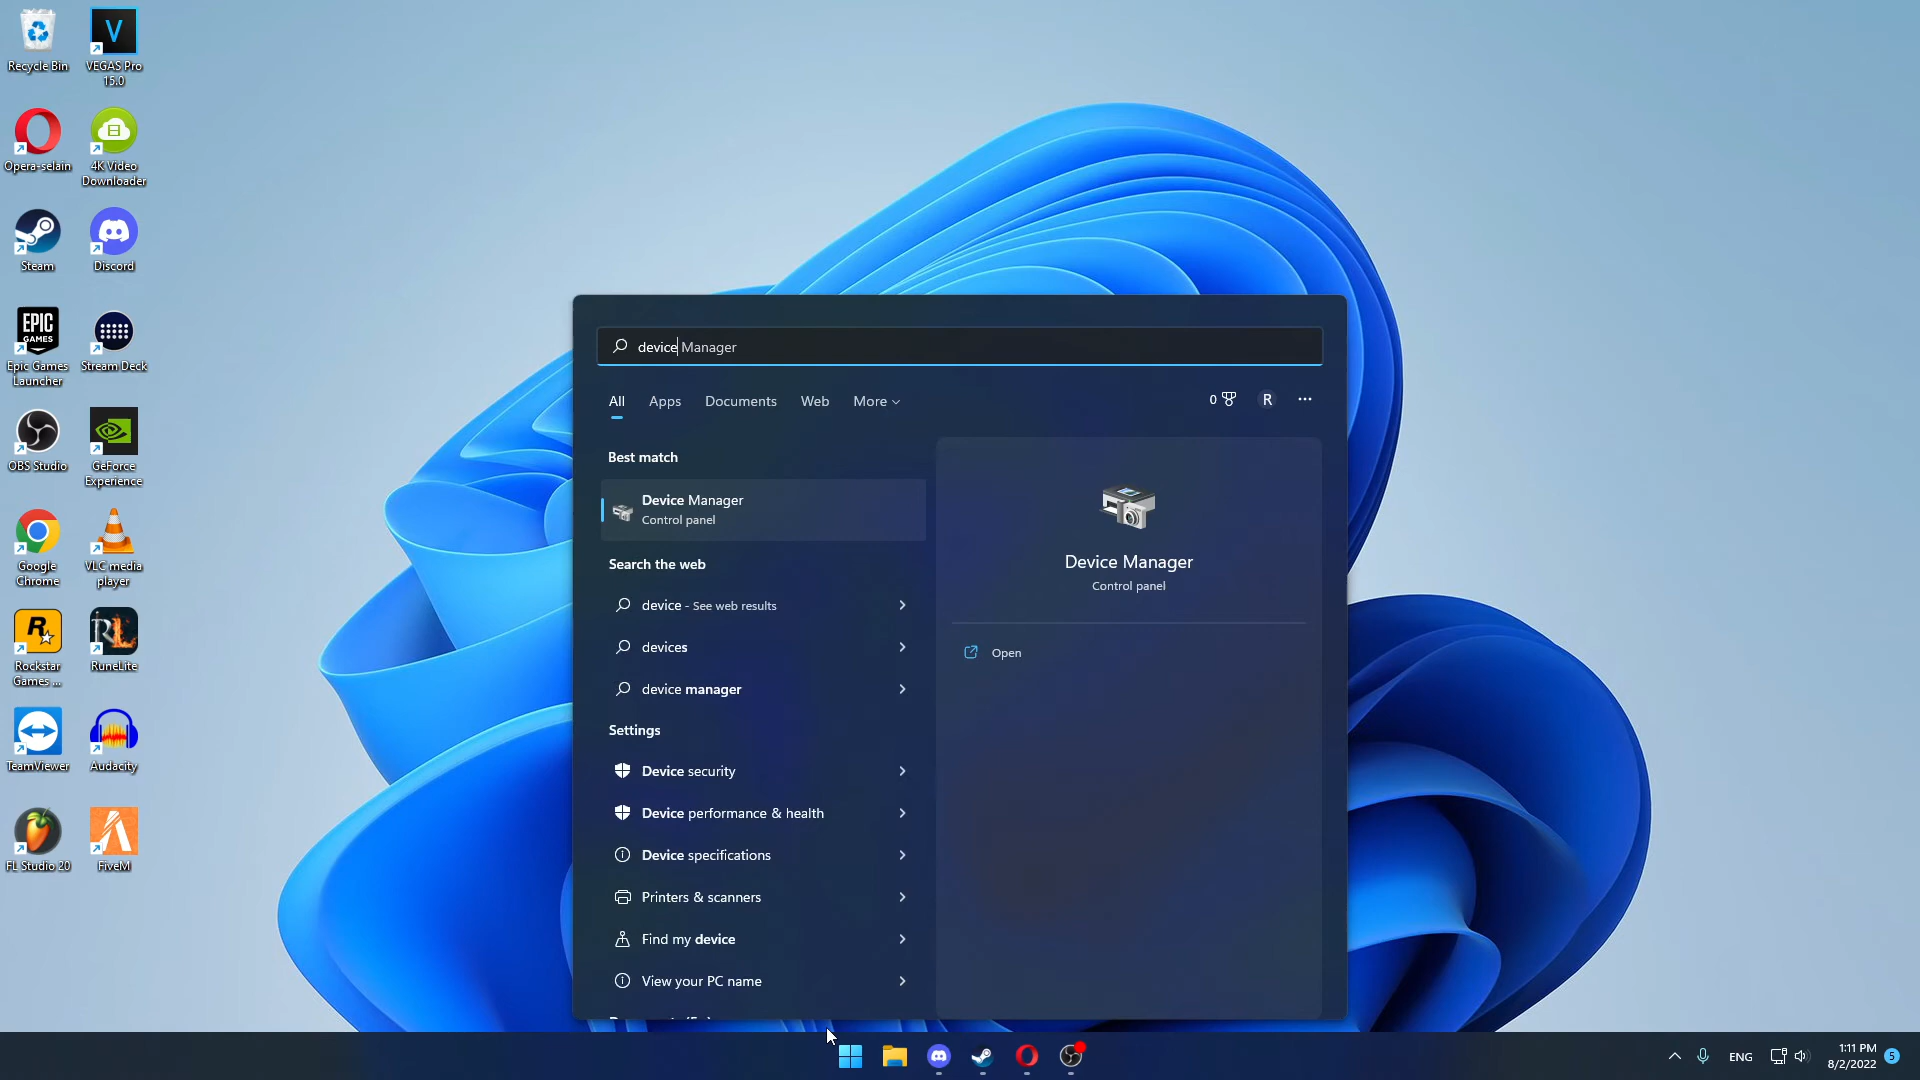 Recycle Bin
VEGAS Pro
15.0
Opera-selain
4K Video
Downloader
Steam
Discord
EPIC
GAMES
Epic Games
Launcher
Stream Deck
OBS Studio
GeForce
Experience
Google
Chrome
VLC media
player
Rockstar
Games ...
RuneLite
TeamViewer
Audacity
FL Studio 20
FiveM
device Manager
All
Apps
Documents
Web
More
0
R
Best match
Device Manager
Control panel
Search the web
device - See web results
devices
device manager
Settings
Device security
Device performance & health
Device specifications
Printers & scanners
Find my device
View your PC name
Device Manager
Control panel
Open
ENG
1:11 PM
8/2/2022
5